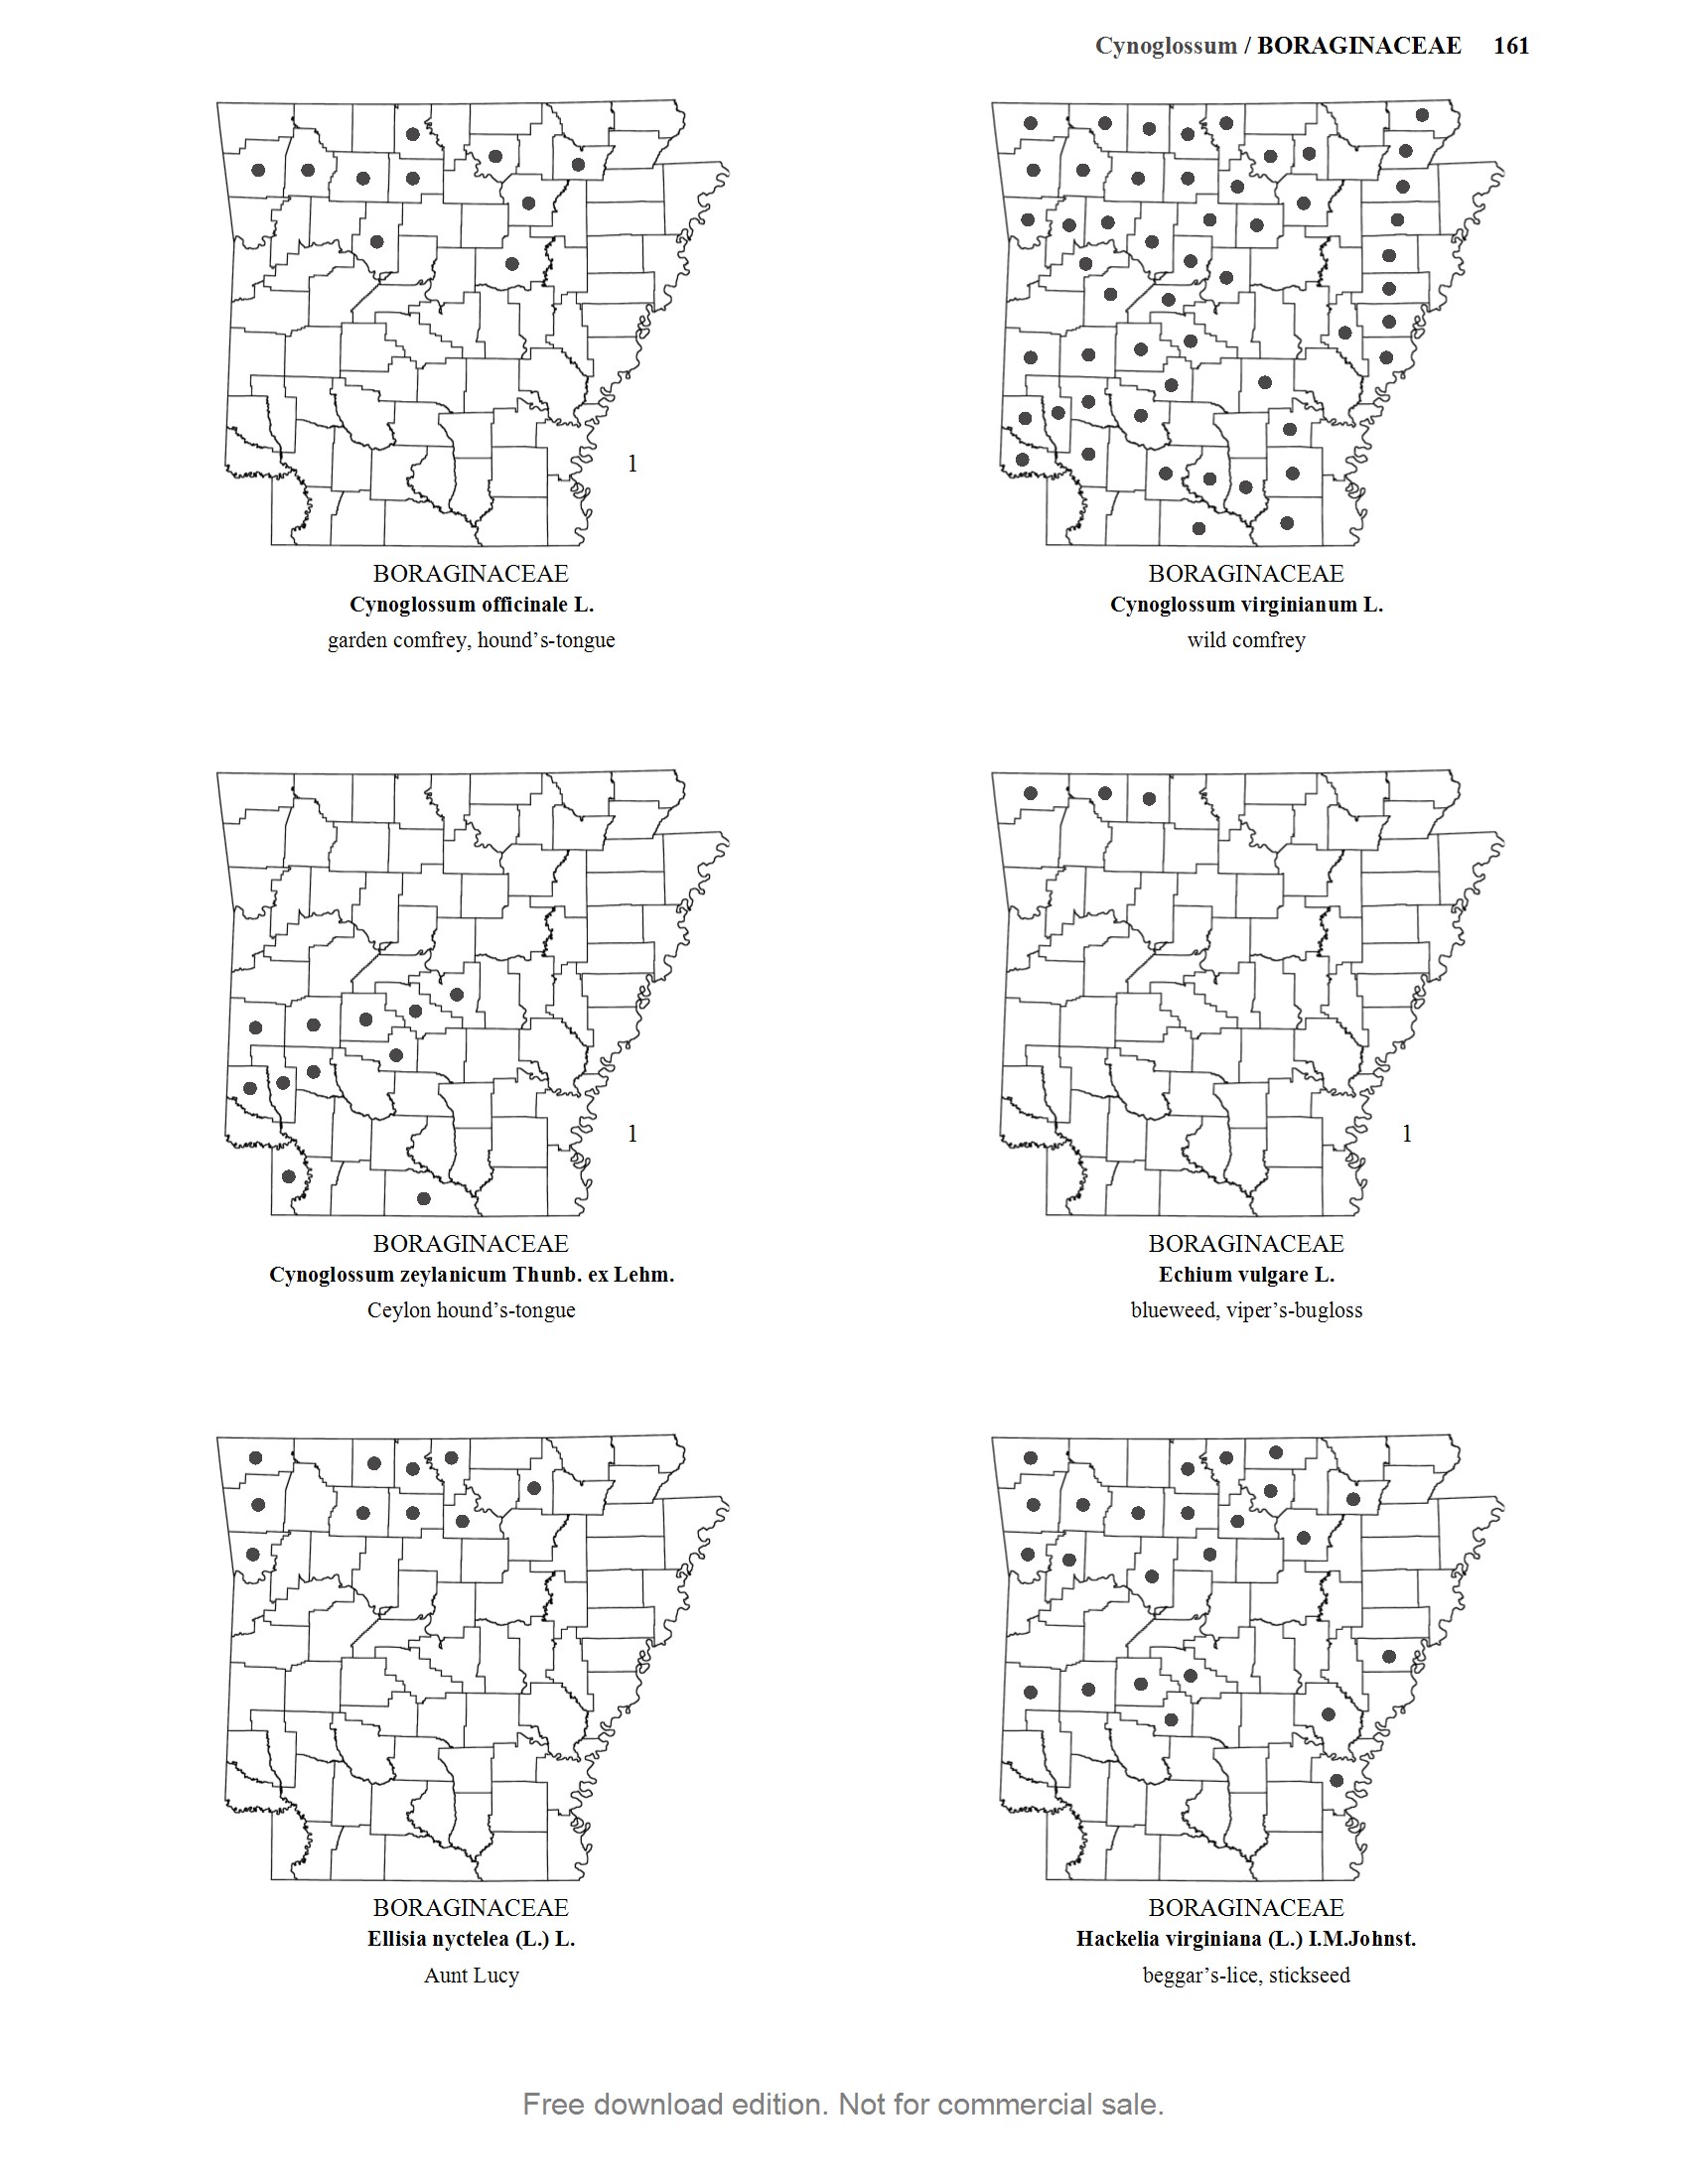 Cynoglossum / BORAGINACEAE 161
1
BORAGINACEAE
Cynoglossum officinale L.
garden comfrey, hound’s-tongue
BORAGINACEAE
Cynoglossum virginianum L.
wild comfrey
1
BORAGINACEAE
Cynoglossum zeylanicum Thunb. ex Lehm.
Ceylon hound’s-tongue
1
BORAGINACEAE
Echium vulgare L.
blueweed, viper’s-bugloss
BORAGINACEAE
Ellisia nyctelea (L.) L.
Aunt Lucy
BORAGINACEAE
Hackelia virginiana (L.) I.M.Johnst.
beggar’s-lice, stickseed
Free download edition. Not for commercial sale.